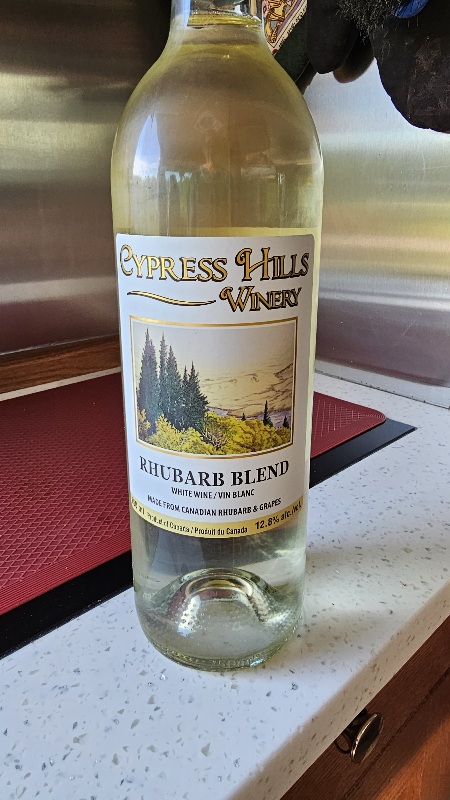 Cypress Hills
Winery
RHUBARB BLEND
WHITE WINE / VIN BLANC
MADE FROM CANADIAN RHUBARB & GRAPES
Product of Canada / Produit du Canada 12.8% alc./vol.